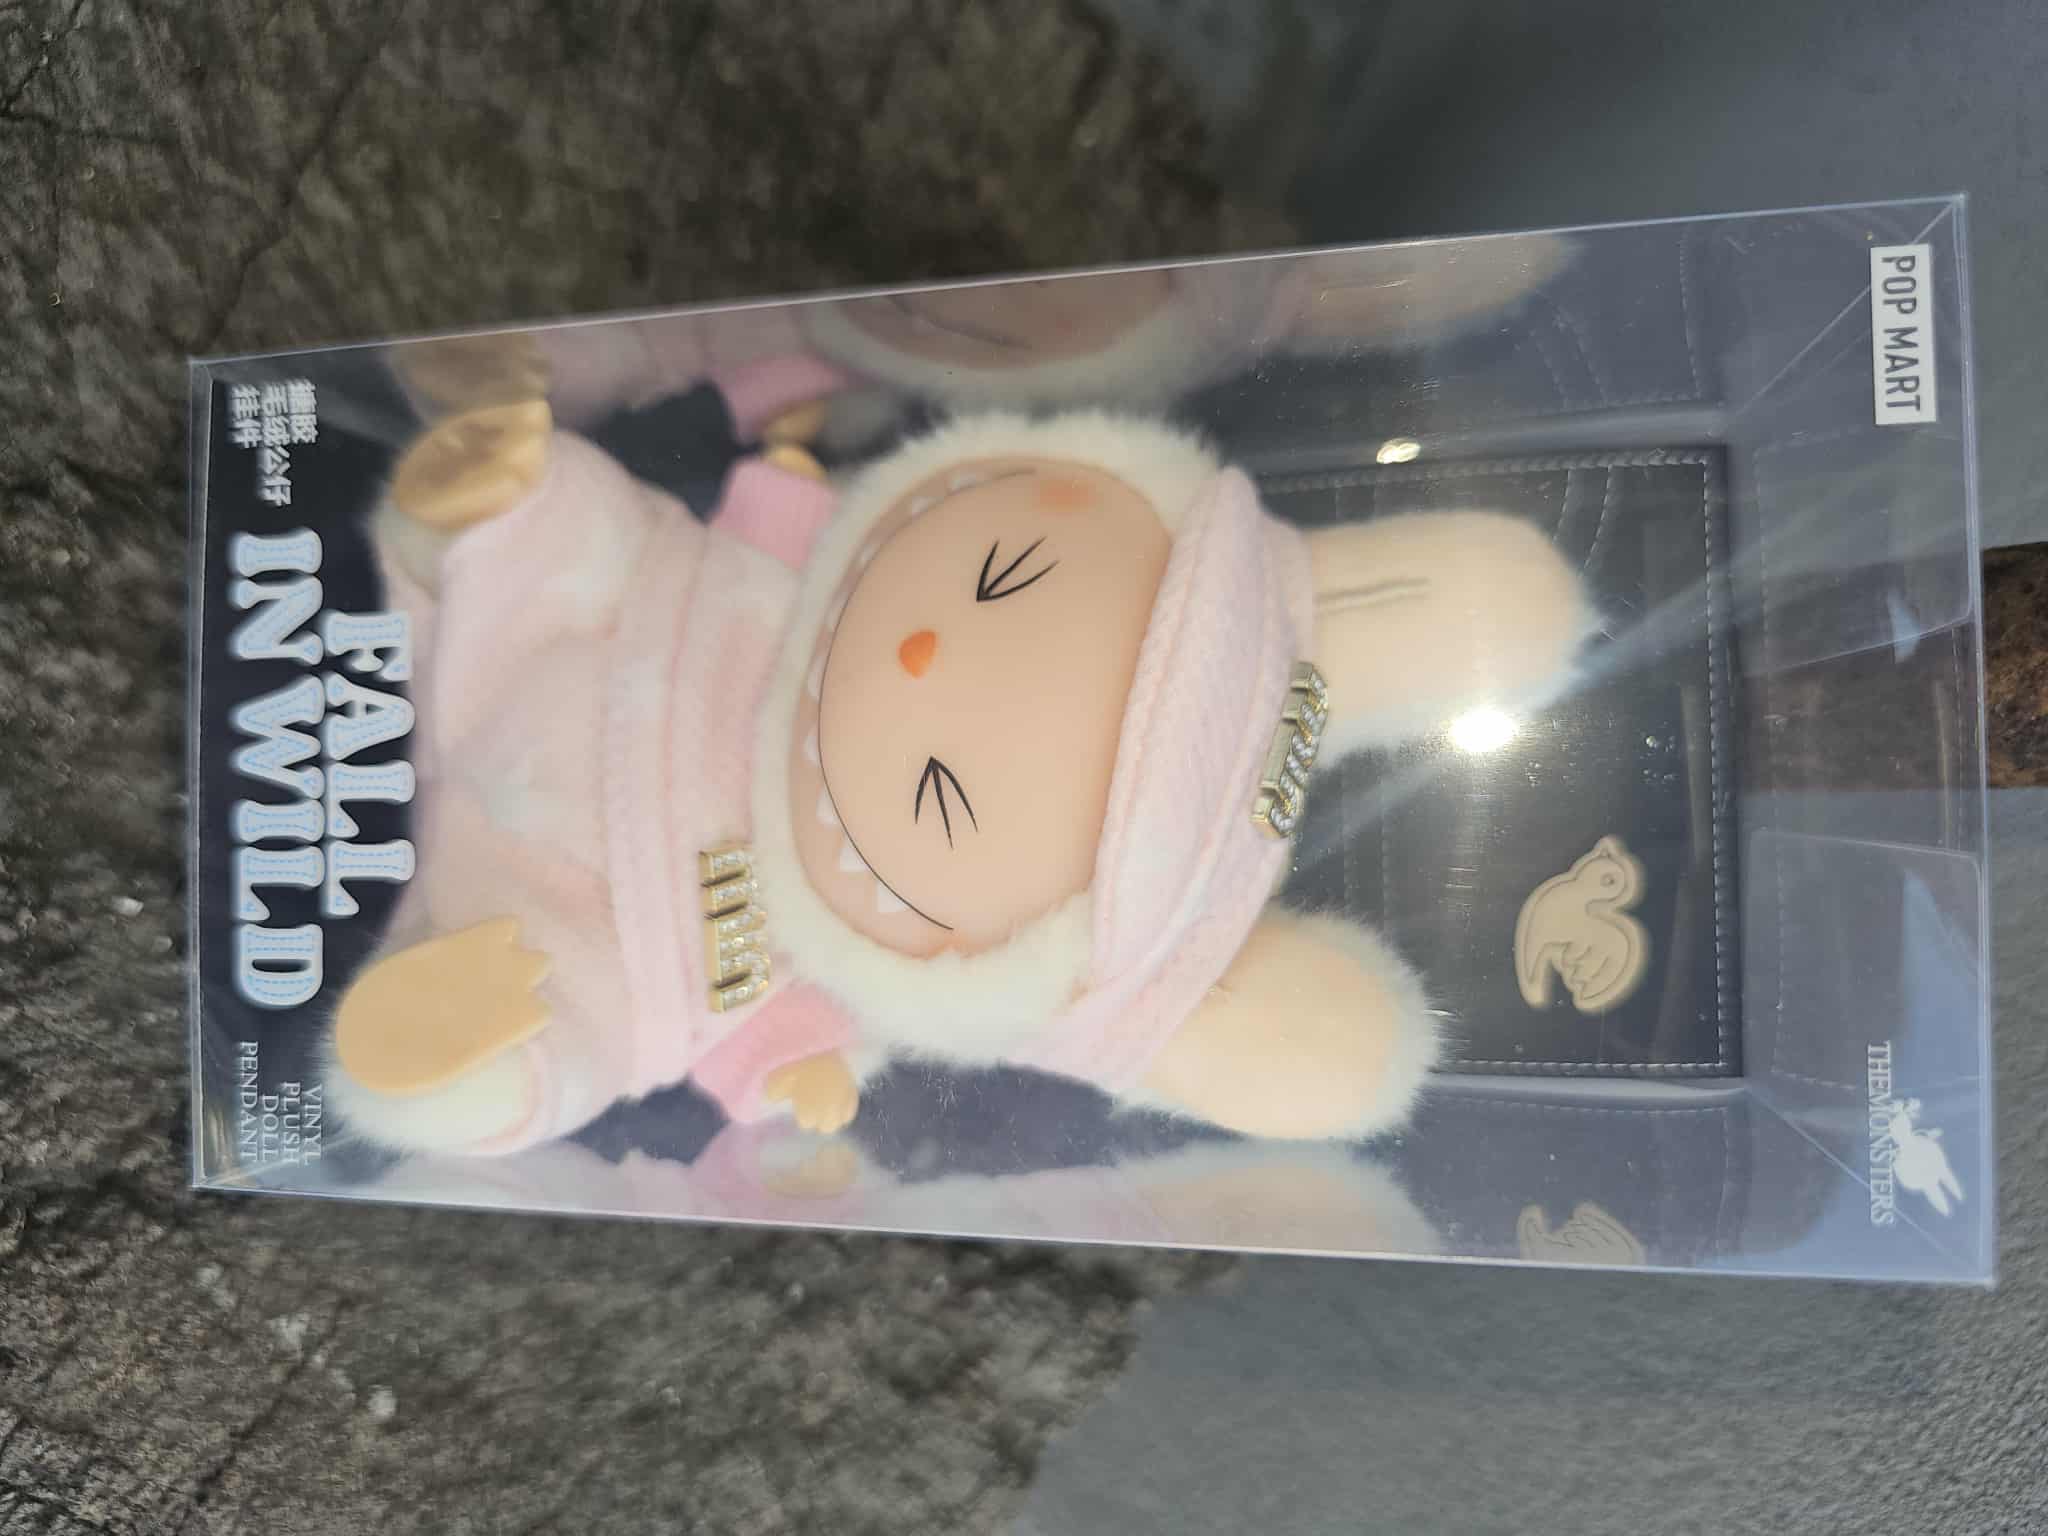 POP MART
THE MONSTERS
FALL
IN WILD
搪胶
毛绒公仔
挂件
VINYL
PLUSH
DOLL
PENDANT